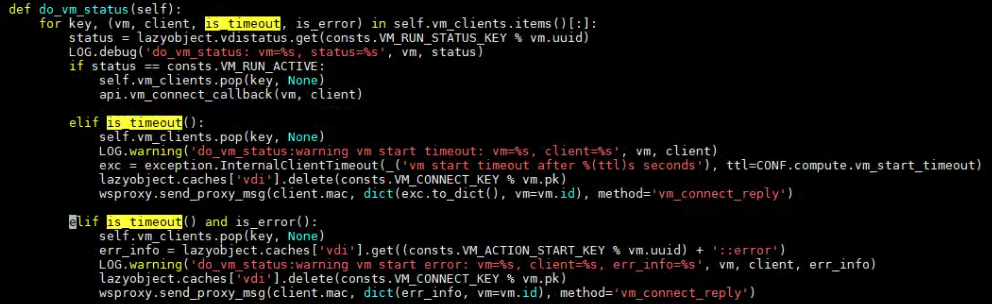 def do_vm_status(self):
    for key, (vm, client, is_timeout, is_error) in self.vm_clients.items()[:]:
        status = lazyobject.vdistatus.get(consts.VM_RUN_STATUS_KEY % vm.uuid)
        LOG.debug('do_vm_status: vm=%s, status=%s', vm, status)
        if status == consts.VM_RUN_ACTIVE:
            self.vm_clients.pop(key, None)
            api.vm_connect_callback(vm, client)
        elif is_timeout():
            self.vm_clients.pop(key, None)
            LOG.warning('do_vm_status:warning vm start timeout: vm=%s, client=%s', vm, client)
            exc = exception.InternalClientTimeout(_('vm start timeout after %(ttl)s seconds'), ttl=CONF.compute.vm_start_timeout)
            lazyobject.caches['vdi'].delete(consts.VM_CONNECT_KEY % vm.pk)
            wsproxy.send_proxy_msg(client.mac, dict(exc.to_dict(), vm=vm.id), method='vm_connect_reply')
        elif is_timeout() and is_error():
            self.vm_clients.pop(key, None)
            err_info = lazyobject.caches['vdi'].get((consts.VM_ACTION_START_KEY % vm.uuid) + '::error')
            LOG.warning('do_vm_status:warning vm start error: vm=%s, client=%s, err_info=%s', vm, client, err_info)
            lazyobject.caches['vdi'].delete(consts.VM_CONNECT_KEY % vm.pk)
            wsproxy.send_proxy_msg(client.mac, dict(err_info, vm=vm.id), method='vm_connect_reply')